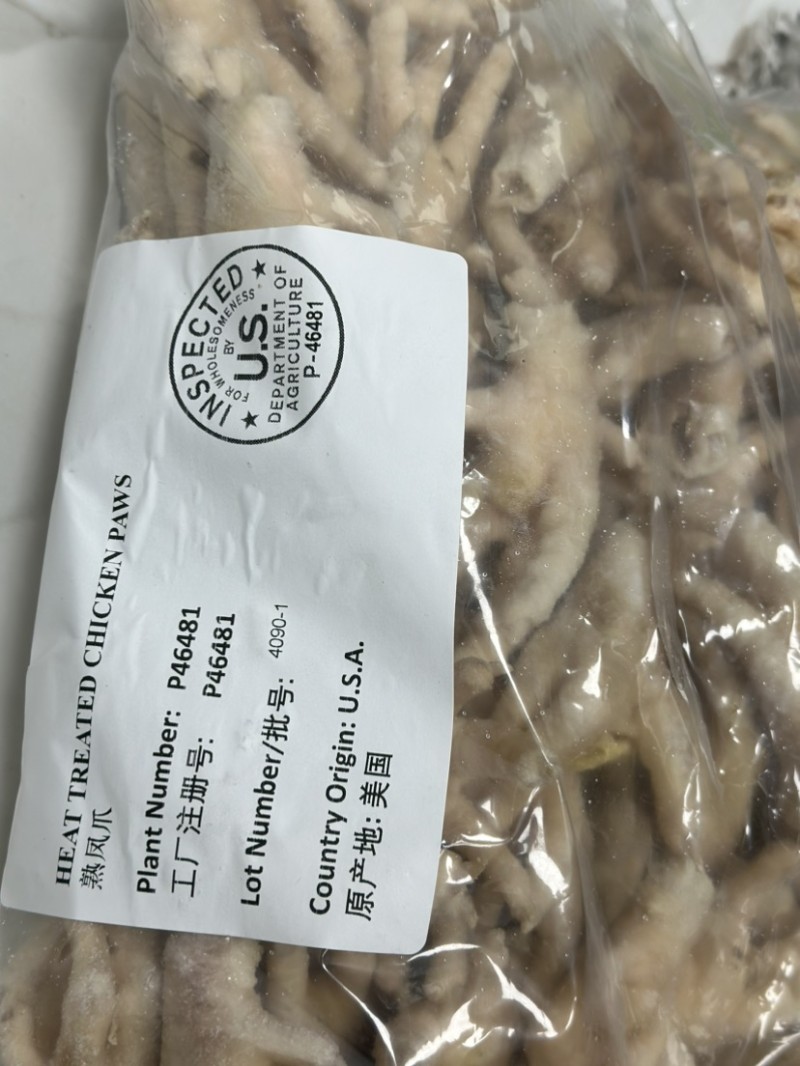 INSPECTED
FOR WHOLESOMENESS
BY
U.S.
DEPARTMENT OF
AGRICULTURE
P-46481
HEAT TREATED CHICKEN PAWS
熟凤爪
Plant Number: P46481
工厂注册号: P46481
Lot Number/批号: 4090-1
Country Origin: U.S.A.
原产地: 美国